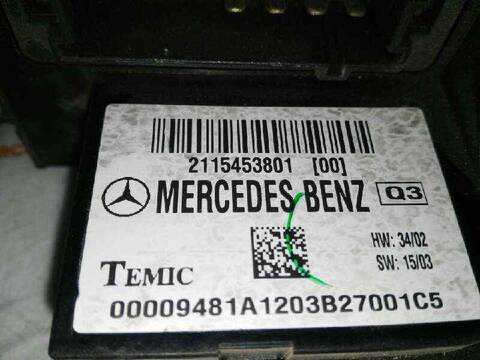 2115453801 [00]
MERCEDES BENZ Q3
HW: 34/02
SW: 15/03
TEMIC
00009481A1203B27001C5